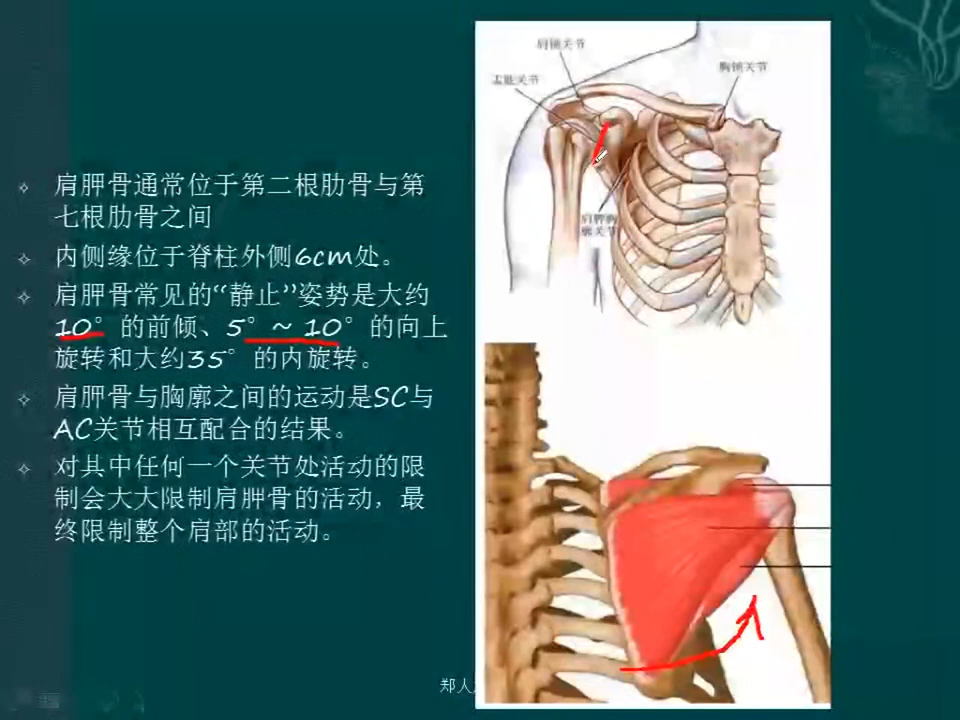 肩锁关节
胸锁关节
盂肱关节
肩胛胸
廓关节
肩胛骨通常位于第二根肋骨与第
七根肋骨之间
内侧缘位于脊柱外侧6cm处。
肩胛骨常见的“静止”姿势是大约
10°的前倾、5°~10°的向上
旋转和大约35°的内旋转。
肩胛骨与胸廓之间的运动是SC与
AC关节相互配合的结果。
对其中任何一个关节处活动的限
制会大大限制肩胛骨的活动，最
终限制整个肩部的活动。
郑人